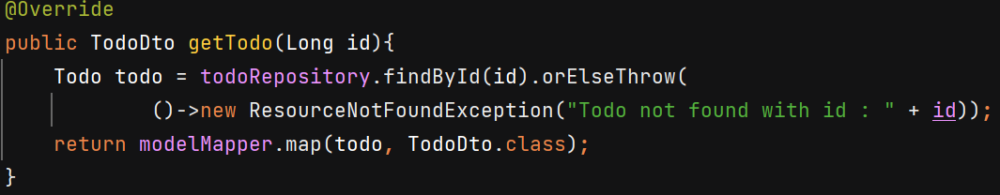 @Override
public TodoDto getTodo(Long id){
    Todo todo = todoRepository.findById(id).orElseThrow(
            ()->new ResourceNotFoundException("Todo not found with id : " + id));
    return modelMapper.map(todo, TodoDto.class);
}